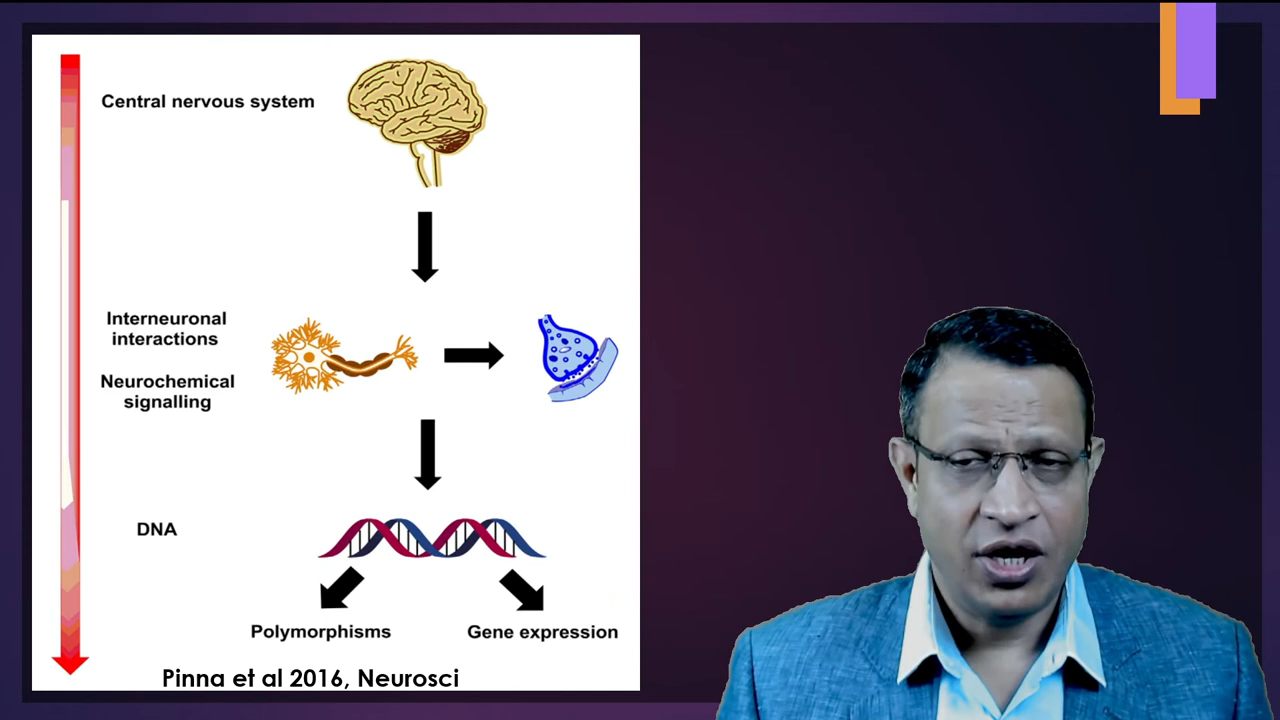 Central nervous system
Interneuronal
interactions
Neurochemical
signalling
DNA
Polymorphisms
Gene expression
Pinna et al 2016, Neurosci